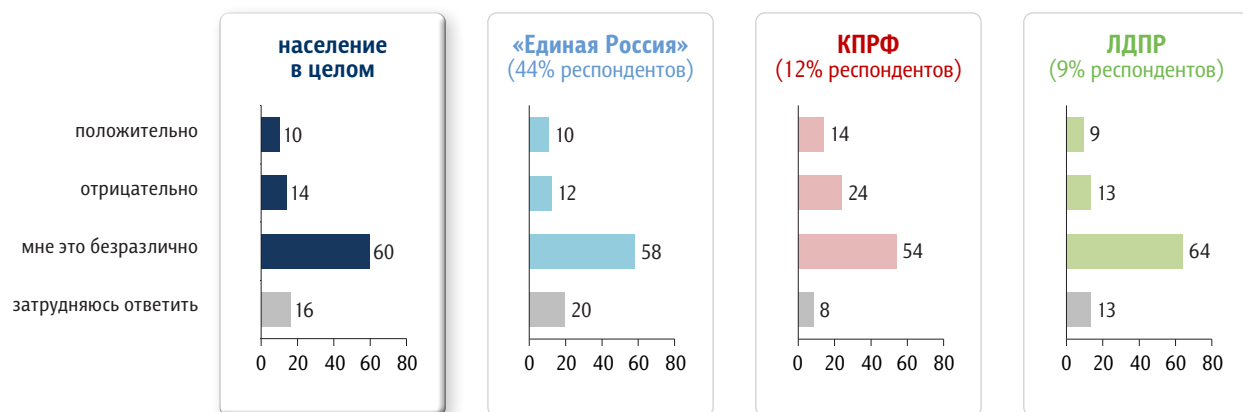 население
в целом
«Единая Россия»
(44% респондентов)
КПРФ
(12% респондентов)
ЛДПР
(9% респондентов)
положительно
10
10
14
9
отрицательно
14
12
24
13
мне это безразлично
60
58
54
64
затрудняюсь ответить
16
20
8
13
0 20 40 60 80
0 20 40 60 80
0 20 40 60 80
0 20 40 60 80